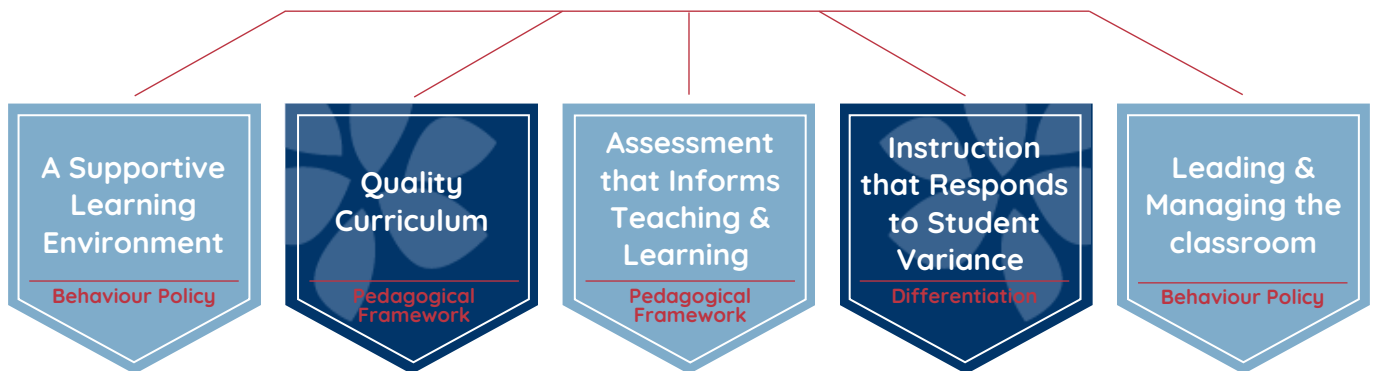 A Supportive
Learning
Environment
Behaviour Policy
Quality
Curriculum
Pedagogical
Framework
Assessment
that Informs
Teaching &
Learning
Pedagogical
Framework
Instruction
that Responds
to Student
Variance
Differentiation
Leading &
Managing the
classroom
Behaviour Policy